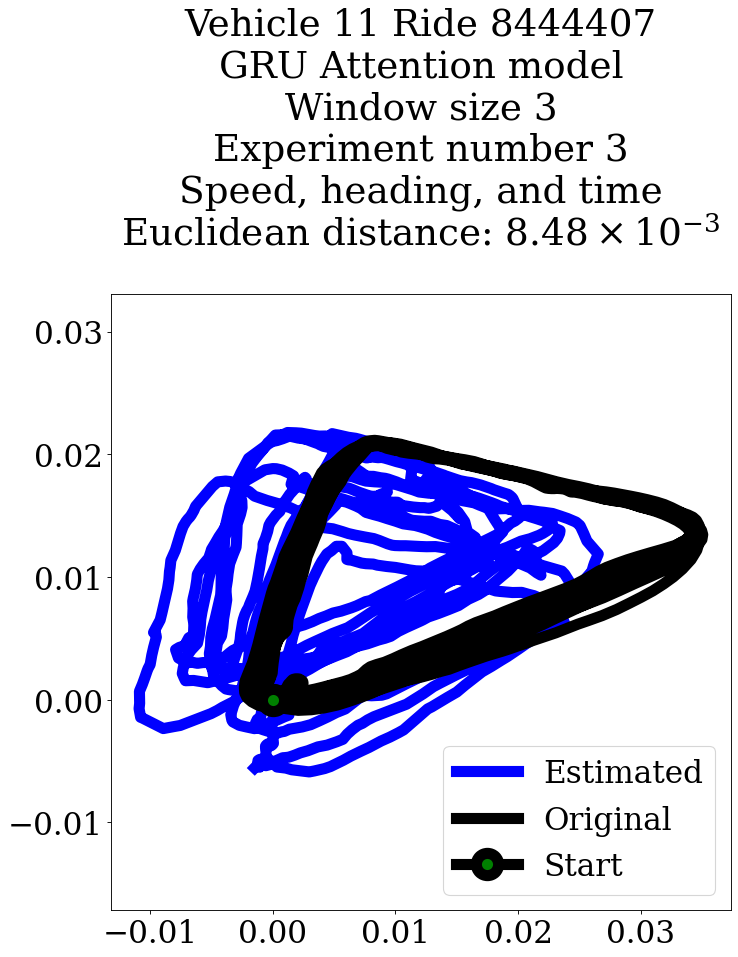 Vehicle 11 Ride 8444407
GRU Attention model
Window size 3
Experiment number 3
Speed, heading, and time
Euclidean distance: 8.48 × 10⁻³
0.03
0.02
0.01
0.00
−0.01
Estimated
Original
Start
−0.01 0.00 0.01 0.02 0.03